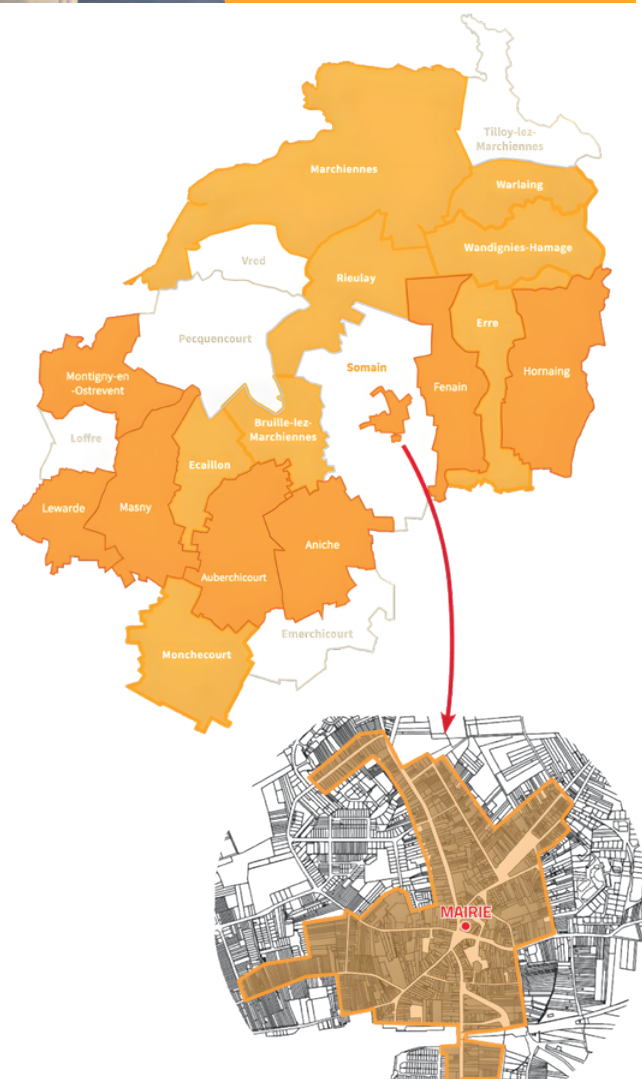 Tilloy-lez-
Marchiennes
Marchiennes
Warlaing
Wandignies-Hamage
Vred
Rieulay
Erre
Pecquencourt
Somain
Hornaing
Montigny-en
-Ostrevent
Fenain
Bruille-lez-
Marchiennes
Loffre
Ecaillon
Lewarde
Masny
Aniche
Auberchicourt
Emerchicourt
Monchecourt
MAIRIE